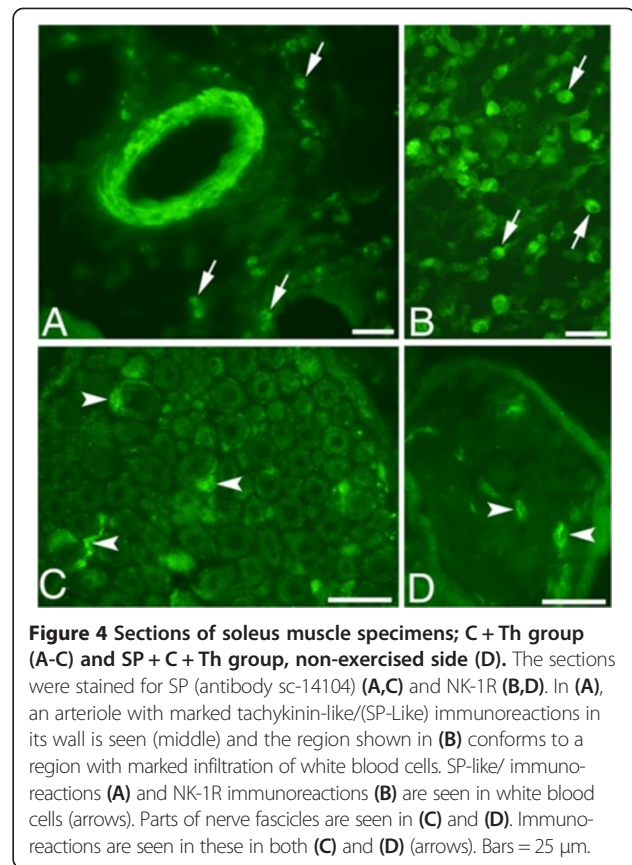 A
B
C
D
Figure 4 Sections of soleus muscle specimens; C + Th group
(A-C) and SP + C + Th group, non-exercised side (D). The sections
were stained for SP (antibody sc-14104) (A,C) and NK-1R (B,D). In (A),
an arteriole with marked tachykinin-like/(SP-Like) immunoreactions in
its wall is seen (middle) and the region shown in (B) conforms to a
region with marked infiltration of white blood cells. SP-like/ immuno-
reactions (A) and NK-1R immunoreactions (B) are seen in white blood
cells (arrows). Parts of nerve fascicles are seen in (C) and (D). Immuno-
reactions are seen in these in both (C) and (D) (arrows). Bars = 25 μm.